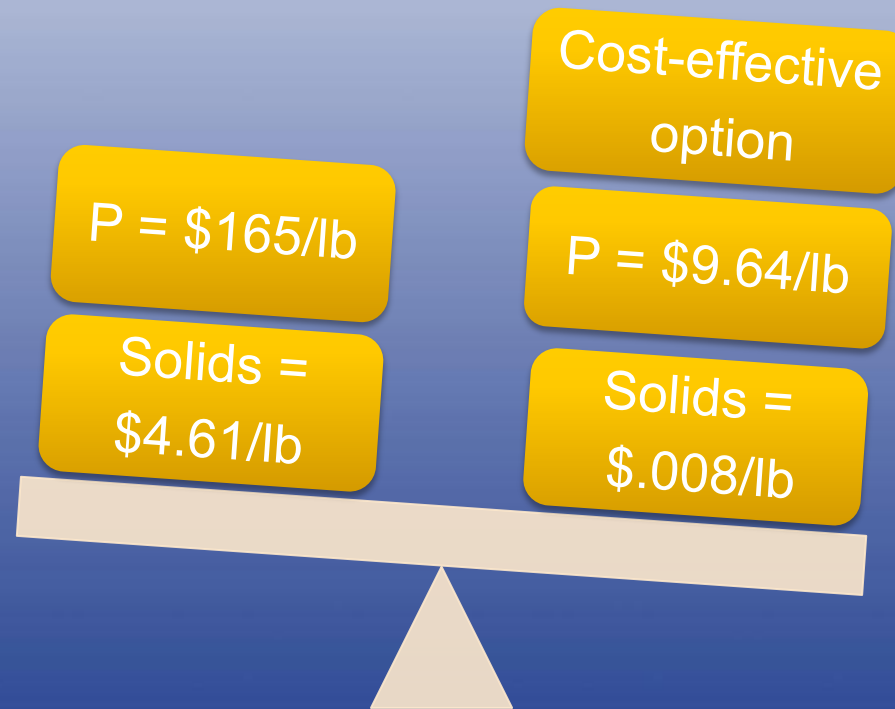 P = $165/lb
Solids =
$4.61/lb
Cost-effective
option
P = $9.64/lb
Solids =
$.008/lb